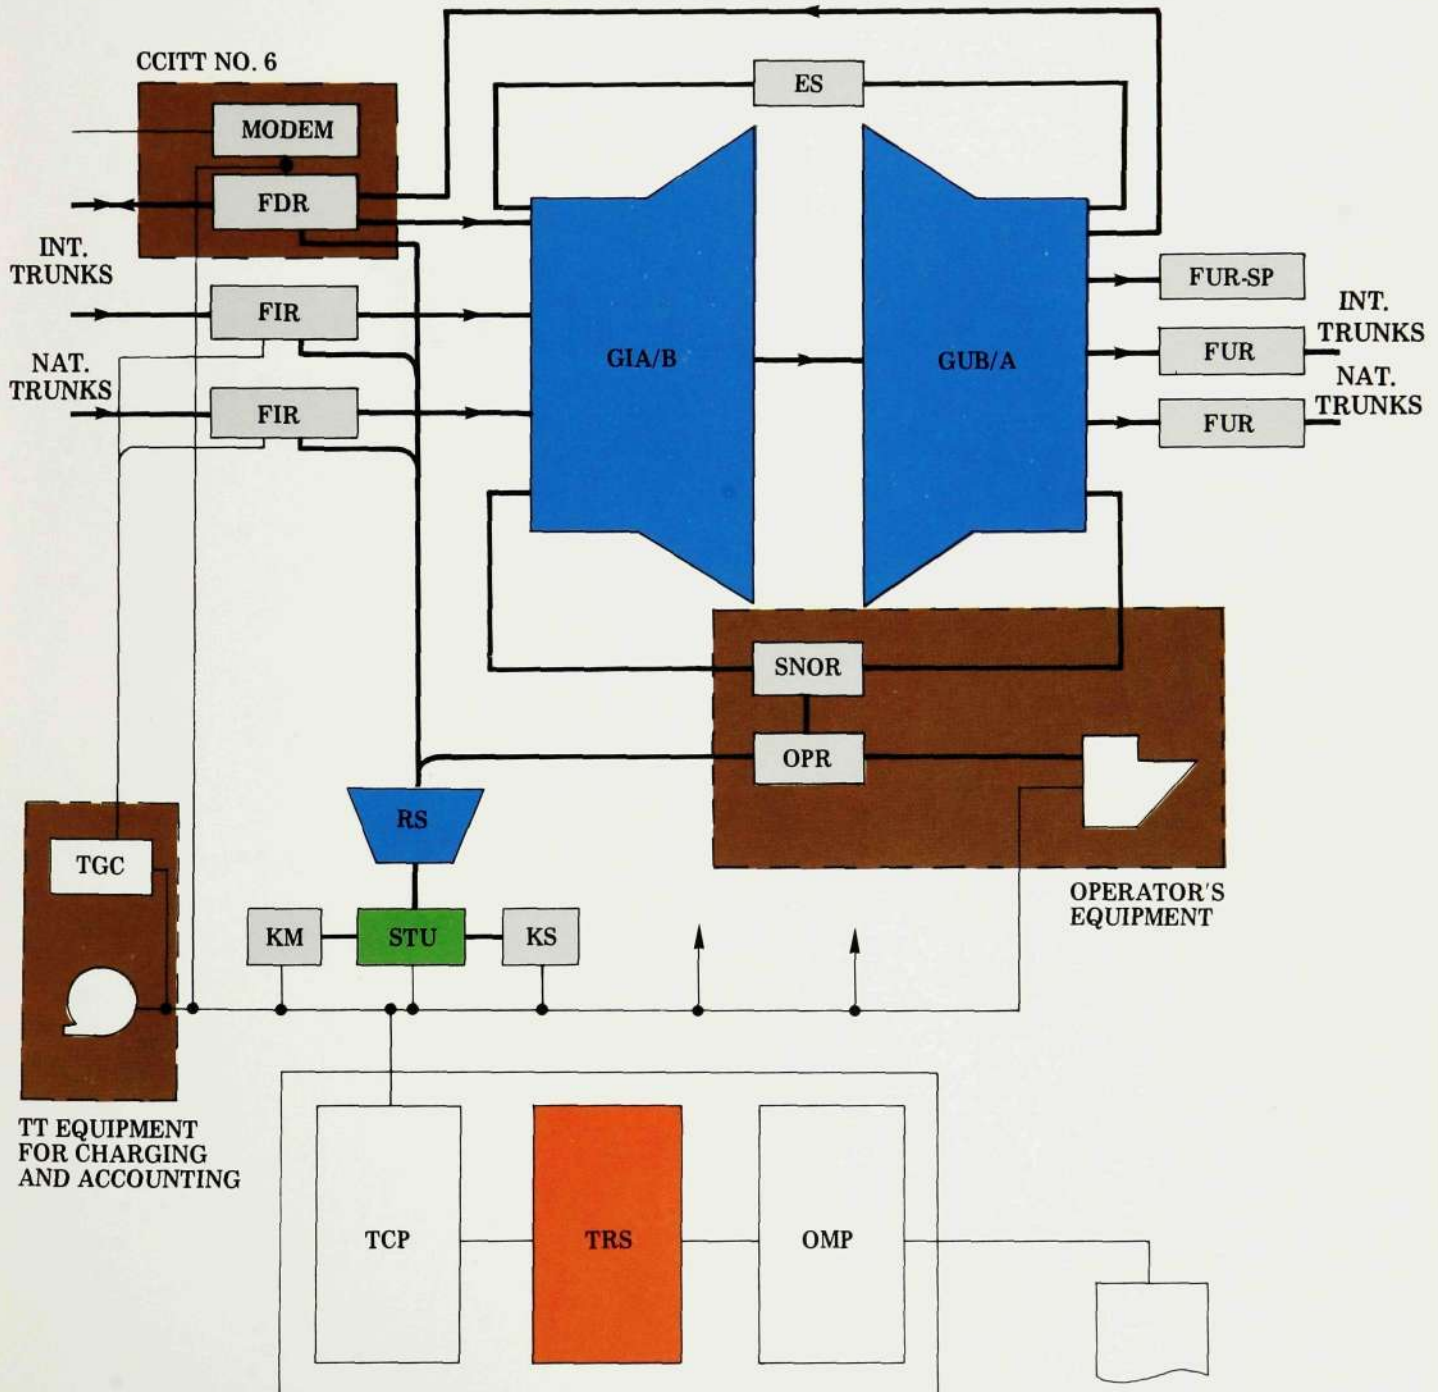 CCITT NO. 6
MODEM
ES
FDR
INT.
TRUNKS
FIR
NAT.
TRUNKS
FIR
GIA/B
GUB/A
FUR-SP
INT.
TRUNKS
FUR
NAT.
TRUNKS
FUR
SNOR
OPR
RS
TGC
OPERATOR'S
EQUIPMENT
KM
STU
KS
TT EQUIPMENT
FOR CHARGING
AND ACCOUNTING
TCP
TRS
OMP